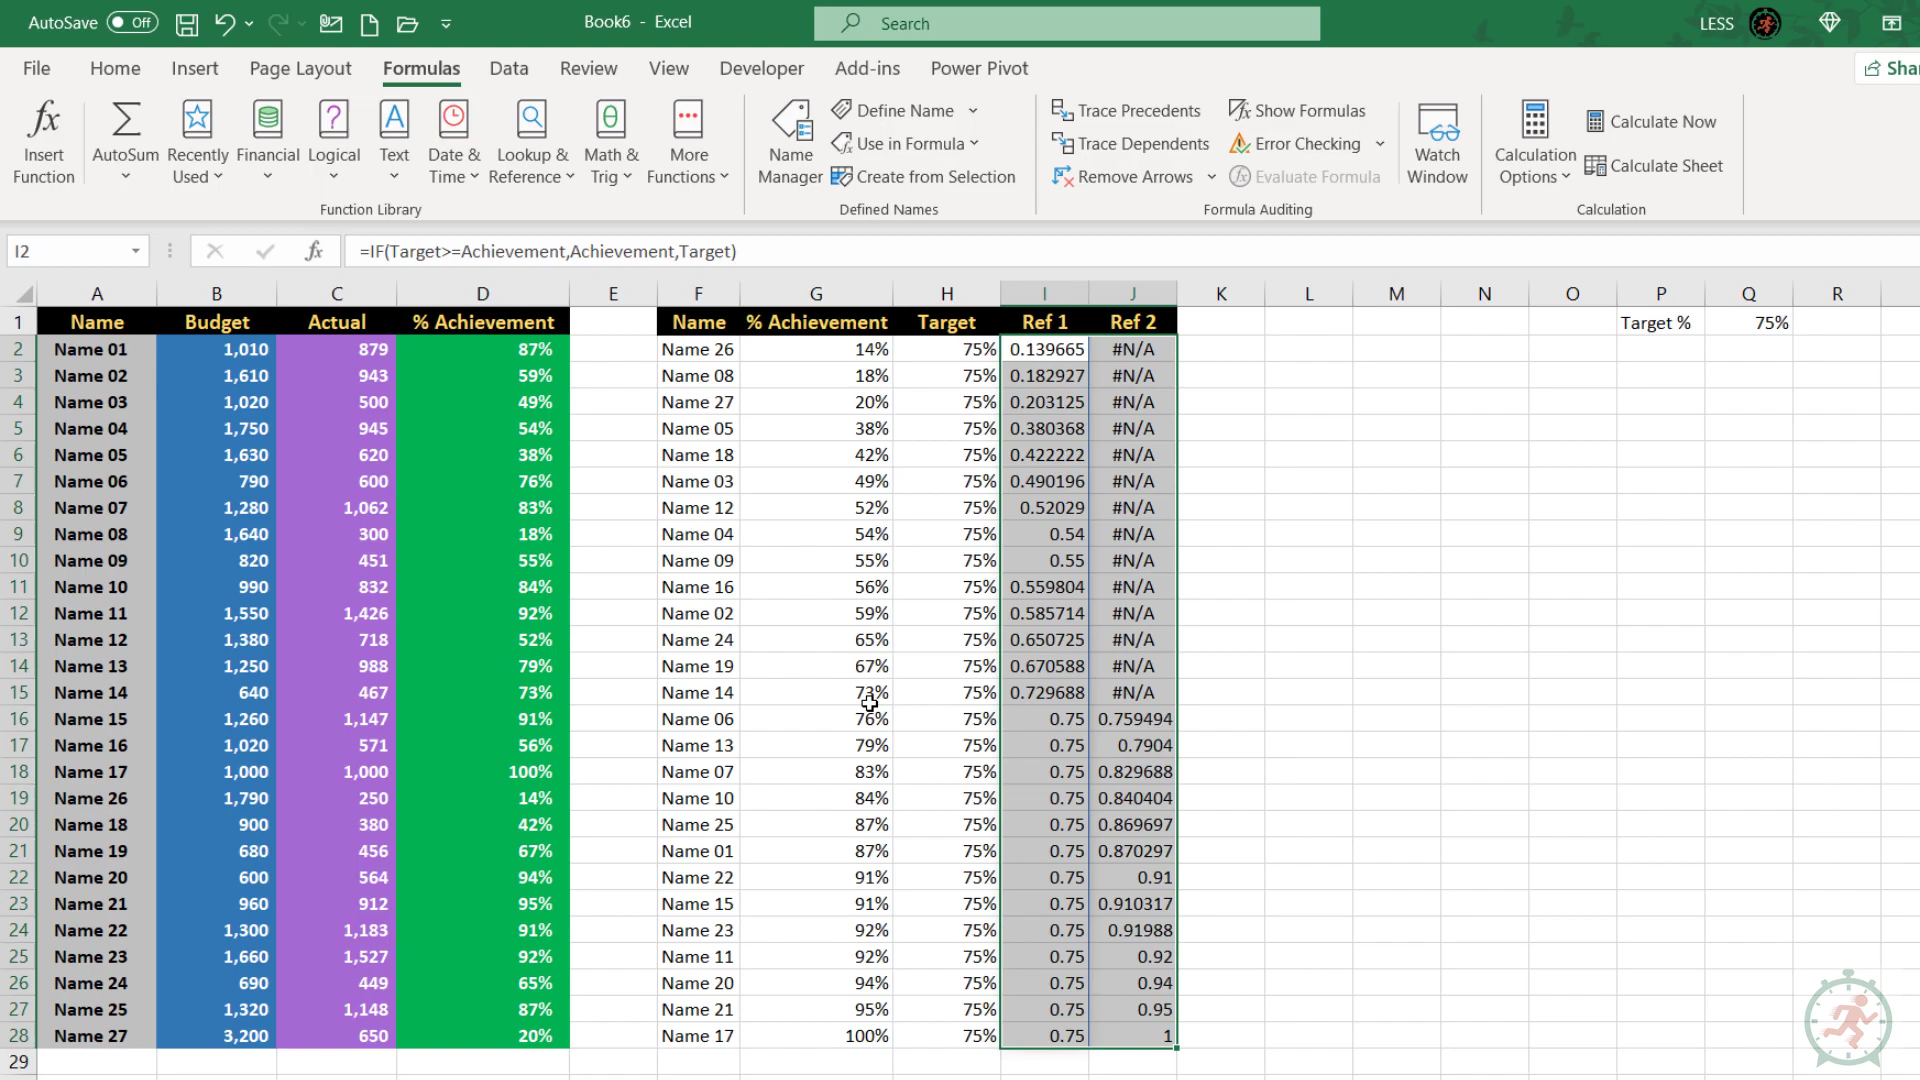 AutoSave Off Book6 - Excel Search LESS
File Home Insert Page Layout Formulas Data Review View Developer Add-ins Power Pivot Shar
Insert Function
AutoSum
Recently Used
Financial
Logical
Text
Date & Time
Lookup & Reference
Math & Trig
More Functions
Function Library
Name Manager
Define Name
Use in Formula
Create from Selection
Defined Names
Trace Precedents
Trace Dependents
Remove Arrows
Show Formulas
Error Checking
Evaluate Formula
Formula Auditing
Watch Window
Calculation Options
Calculate Now
Calculate Sheet
Calculation
I2 fx =IF(Target>=Achievement,Achievement,Target)
A B C D E F G H I J K L M N O P Q R
1 Name Budget Actual % Achievement Name % Achievement Target Ref 1 Ref 2 Target % 75%
2 Name 01 1,010 879 87% Name 26 14% 75% 0.139665 #N/A
3 Name 02 1,610 943 59% Name 08 18% 75% 0.182927 #N/A
4 Name 03 1,020 500 49% Name 27 20% 75% 0.203125 #N/A
5 Name 04 1,750 945 54% Name 05 38% 75% 0.380368 #N/A
6 Name 05 1,630 620 38% Name 18 42% 75% 0.422222 #N/A
7 Name 06 790 600 76% Name 03 49% 75% 0.490196 #N/A
8 Name 07 1,280 1,062 83% Name 12 52% 75% 0.52029 #N/A
9 Name 08 1,640 300 18% Name 04 54% 75% 0.54 #N/A
10 Name 09 820 451 55% Name 09 55% 75% 0.55 #N/A
11 Name 10 990 832 84% Name 16 56% 75% 0.559804 #N/A
12 Name 11 1,550 1,426 92% Name 02 59% 75% 0.585714 #N/A
13 Name 12 1,380 718 52% Name 24 65% 75% 0.650725 #N/A
14 Name 13 1,250 988 79% Name 19 67% 75% 0.670588 #N/A
15 Name 14 640 467 73% Name 14 73% 75% 0.729688 #N/A
16 Name 15 1,260 1,147 91% Name 06 76% 75% 0.75 0.759494
17 Name 16 1,020 571 56% Name 13 79% 75% 0.75 0.7904
18 Name 17 1,000 1,000 100% Name 07 83% 75% 0.75 0.829688
19 Name 26 1,790 250 14% Name 10 84% 75% 0.75 0.840404
20 Name 18 900 380 42% Name 25 87% 75% 0.75 0.869697
21 Name 19 680 456 67% Name 01 87% 75% 0.75 0.870297
22 Name 20 600 564 94% Name 22 91% 75% 0.75 0.91
23 Name 21 960 912 95% Name 15 91% 75% 0.75 0.910317
24 Name 22 1,300 1,183 91% Name 23 92% 75% 0.75 0.91988
25 Name 23 1,660 1,527 92% Name 11 92% 75% 0.75 0.92
26 Name 24 690 449 65% Name 20 94% 75% 0.75 0.94
27 Name 25 1,320 1,148 87% Name 21 95% 75% 0.75 0.95
28 Name 27 3,200 650 20% Name 17 100% 75% 0.75 1
29